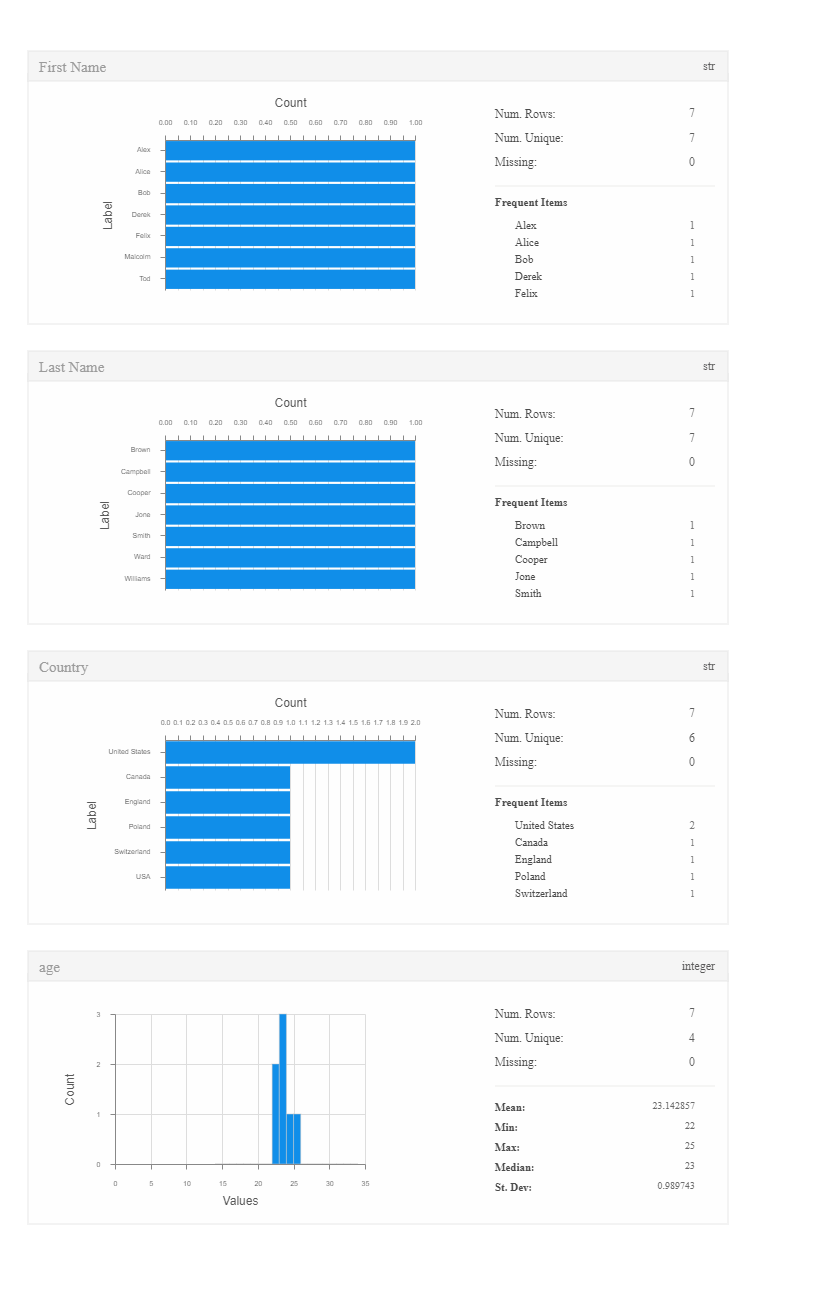 First Name str
Count
0.00 0.10 0.20 0.30 0.40 0.50 0.60 0.70 0.80 0.90 1.00
Label
Alex
Alice
Bob
Derek
Felix
Malcolm
Tod
Num. Rows: 7
Num. Unique: 7
Missing: 0
Frequent Items
Alex 1
Alice 1
Bob 1
Derek 1
Felix 1
Last Name str
Count
0.00 0.10 0.20 0.30 0.40 0.50 0.60 0.70 0.80 0.90 1.00
Label
Brown
Campbell
Cooper
Jone
Smith
Ward
Williams
Num. Rows: 7
Num. Unique: 7
Missing: 0
Frequent Items
Brown 1
Campbell 1
Cooper 1
Jone 1
Smith 1
Country str
Count
0.0 0.1 0.2 0.3 0.4 0.5 0.6 0.7 0.8 0.9 1.0 1.1 1.2 1.3 1.4 1.5 1.6 1.7 1.8 1.9 2.0
Label
United States
Canada
England
Poland
Switzerland
USA
Num. Rows: 7
Num. Unique: 6
Missing: 0
Frequent Items
United States 2
Canada 1
England 1
Poland 1
Switzerland 1
age integer
Count
3
2
1
0
0 5 10 15 20 25 30 35
Values
Num. Rows: 7
Num. Unique: 4
Missing: 0
Mean: 23.142857
Min: 22
Max: 25
Median: 23
St. Dev: 0.989743